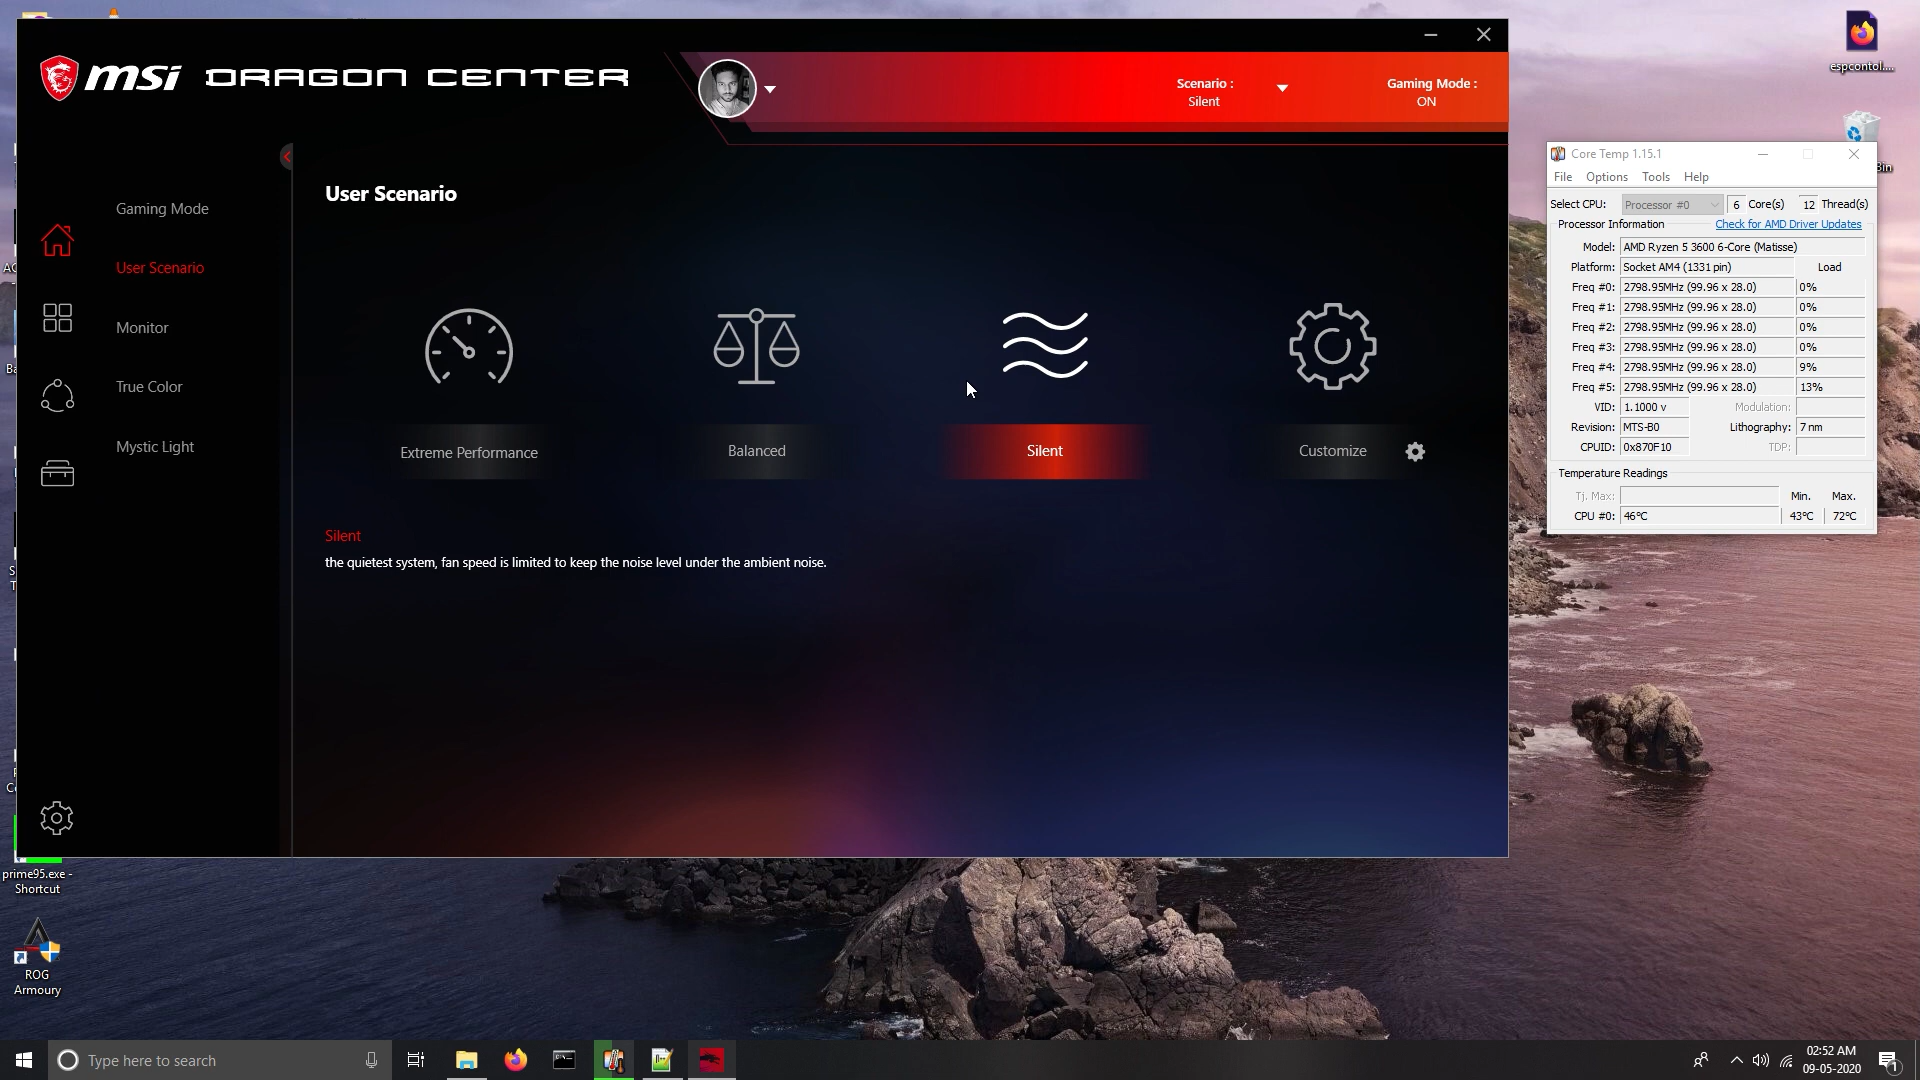 msi DRAGON CENTER
Scenario :
Silent
Gaming Mode :
ON
Gaming Mode
User Scenario
Monitor
True Color
Mystic Light
User Scenario
Extreme Performance
Balanced
Silent
Customize
Silent
the quietest system, fan speed is limited to keep the noise level under the ambient noise.
espcontol....
Bin
Core Temp 1.15.1
File Options Tools Help
Select CPU: Processor #0 6 Core(s) 12 Thread(s)
Processor Information Check for AMD Driver Updates
Model: AMD Ryzen 5 3600 6-Core (Matisse)
Platform: Socket AM4 (1331 pin) Load
Freq #0: 2798.95MHz (99.96 x 28.0) 0%
Freq #1: 2798.95MHz (99.96 x 28.0) 0%
Freq #2: 2798.95MHz (99.96 x 28.0) 0%
Freq #3: 2798.95MHz (99.96 x 28.0) 0%
Freq #4: 2798.95MHz (99.96 x 28.0) 9%
Freq #5: 2798.95MHz (99.96 x 28.0) 13%
VID: 1.1000 v Modulation:
Revision: MTS-B0 Lithography: 7 nm
CPUID: 0x870F10 TDP:
Temperature Readings
Tj. Max: Min. Max.
CPU #0: 46°C 43°C 72°C
prime95.exe -
Shortcut
ROG
Armoury
Type here to search
02:52 AM
09-05-2020
1